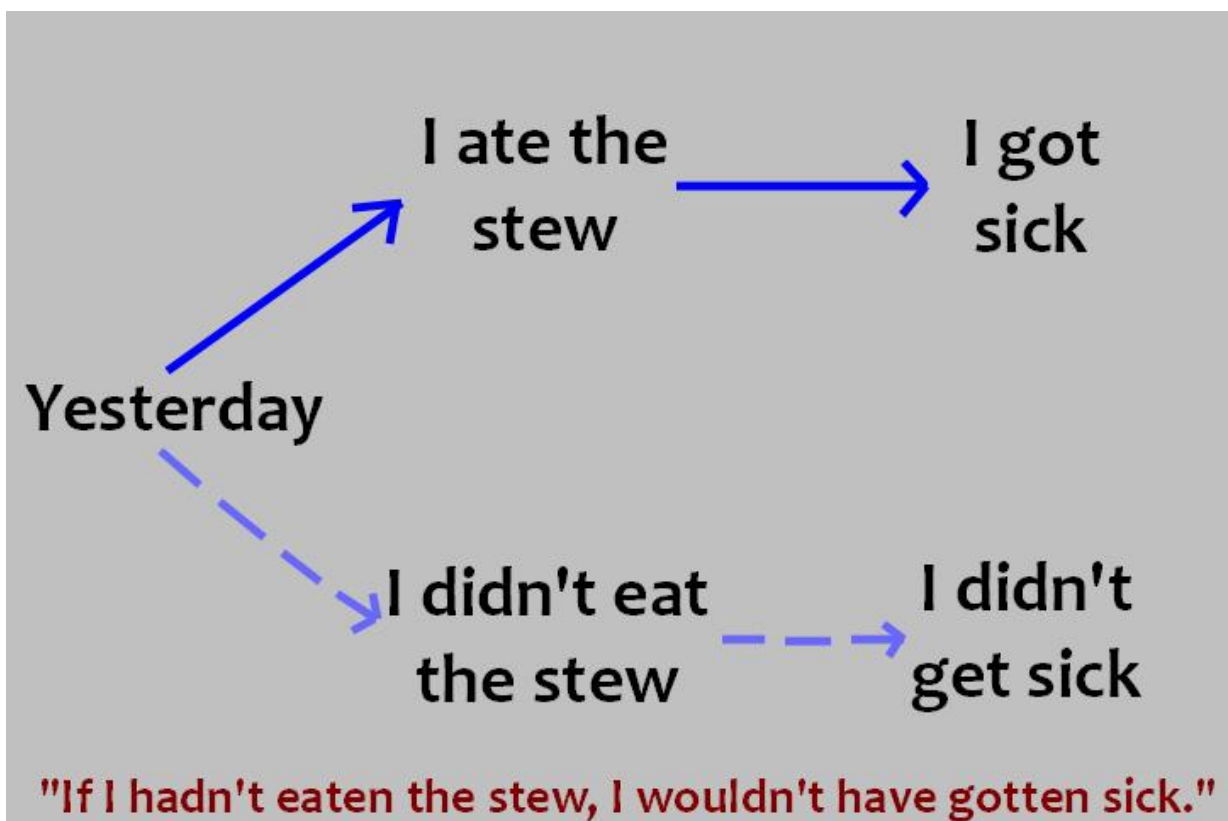 I ate the
stew
I got
sick
Yesterday
I didn't eat
the stew
I didn't
get sick
"If I hadn't eaten the stew, I wouldn't have gotten sick."